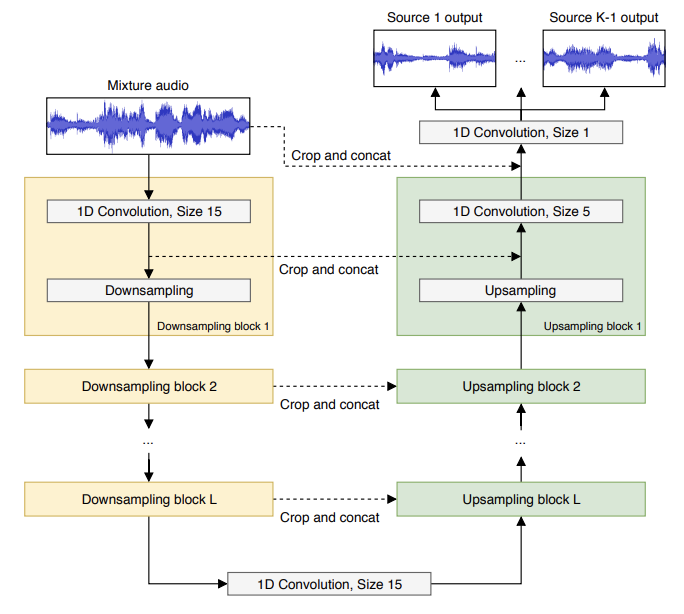 Source 1 output
Source K-1 output
...
Mixture audio
1D Convolution, Size 1
Crop and concat
1D Convolution, Size 15
1D Convolution, Size 5
Crop and concat
Downsampling
Upsampling
Downsampling block 1
Upsampling block 1
Downsampling block 2
Upsampling block 2
Crop and concat
...
...
Downsampling block L
Upsampling block L
Crop and concat
1D Convolution, Size 15